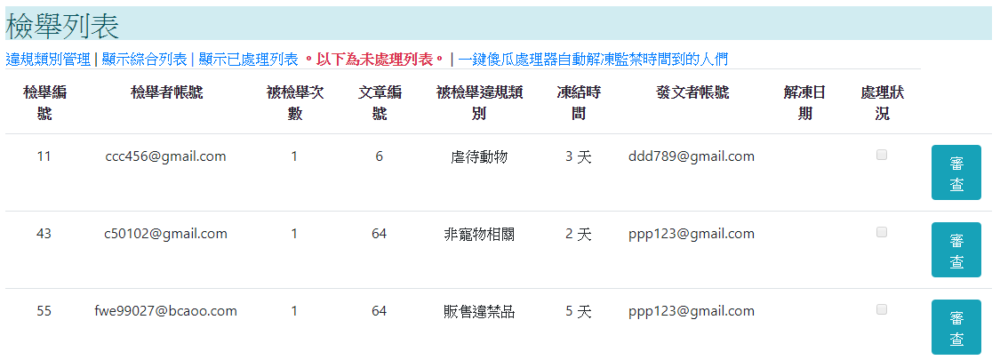 檢舉列表
違規類別管理 | 顯示綜合列表 | 顯示已處理列表 。以下為未處理列表。 | 一鍵傻瓜處理器自動解凍監禁時間到的人們
檢舉編號 檢舉者帳號 被檢舉次數 文章編號 被檢舉違規類別 凍結時間 發文者帳號 解凍日期 處理狀況
11 ccc456@gmail.com 1 6 虐待動物 3 天 ddd789@gmail.com 審查
43 c50102@gmail.com 1 64 非寵物相關 2 天 ppp123@gmail.com 審查
55 fwe99027@bcaoo.com 1 64 販售違禁品 5 天 ppp123@gmail.com 審查